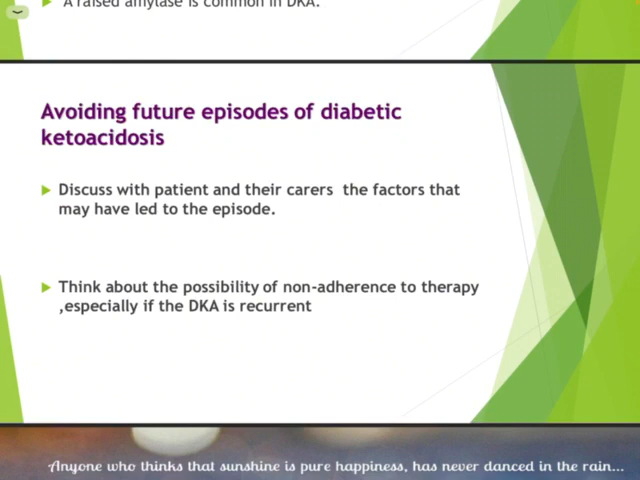 A raised amylase is common in DKA.
Avoiding future episodes of diabetic
ketoacidosis
Discuss with patient and their carers the factors that
may have led to the episode.
Think about the possibility of non-adherence to therapy
,especially if the DKA is recurrent
Anyone who thinks that sunshine is pure happiness, has never danced in the rain...